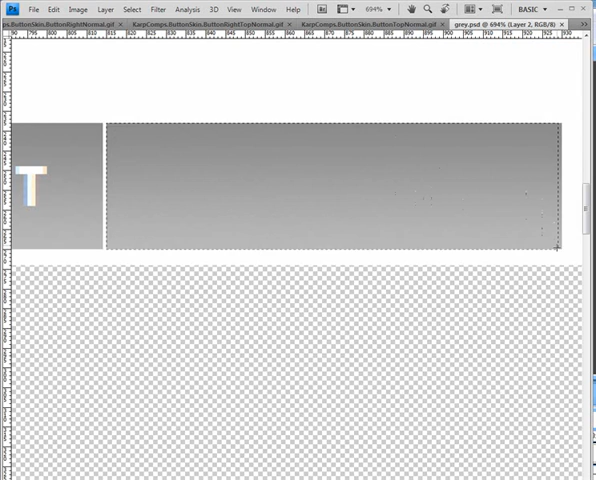 Ps File Edit Image Layer Select Filter Analysis 3D View Window Help 694% BASIC
ps.ButtonSkin.ButtonRightNormal.gif KarpComps.ButtonSkin.ButtonRightTopNormal.gif KarpComps.ButtonSkin.ButtonTopNormal.gif grey.psd @ 694% (Layer 2, RGB/8)
90 795 800 805 810 815 820 825 830 835 840 845 850 855 860 865 870 875 880 885 890 895 900 905 910 915 920 925 930
T